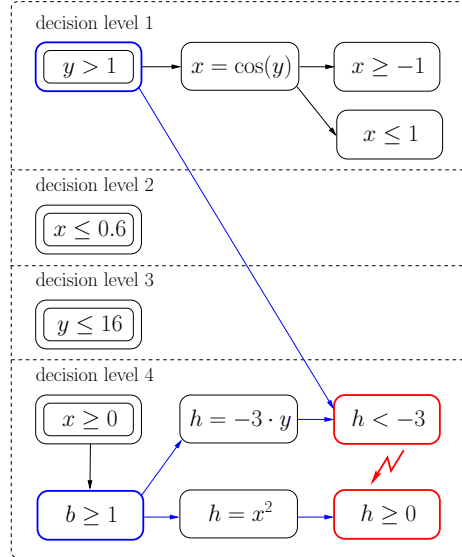 decision level 1
y > 1
x = cos(y)
x ≥ −1
x ≤ 1
decision level 2
x ≤ 0.6
decision level 3
y ≤ 16
decision level 4
x ≥ 0
h = −3 · y
h < −3
b ≥ 1
h = x²
h ≥ 0